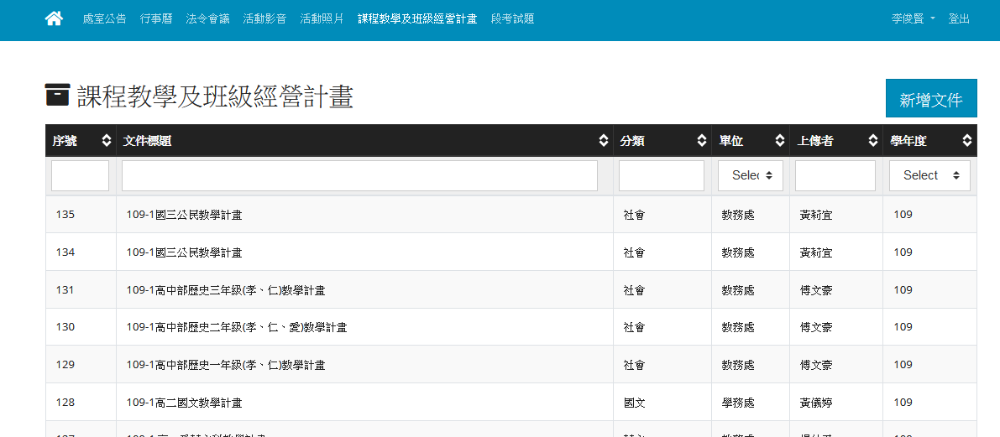 處室公告 行事曆 法令會議 活動影音 活動照片 課程教學及班級經營計畫 段考試題 李俊賢 登出
課程教學及班級經營計畫 新增文件
序號 文件標題 分類 單位 上傳者 學年度
Selec Select
135 109-1國三公民教學計畫 社會 教務處 黃莉宜 109
134 109-1國三公民教學計畫 社會 教務處 黃莉宜 109
131 109-1高中部歷史三年級(孝、仁)教學計畫 社會 教務處 傅文豪 109
130 109-1高中部歷史二年級(孝、仁、愛)教學計畫 社會 教務處 傅文豪 109
129 109-1高中部歷史一年級(孝、仁)教學計畫 社會 教務處 傅文豪 109
128 109-1高二國文教學計畫 國文 學務處 黃儀婷 109